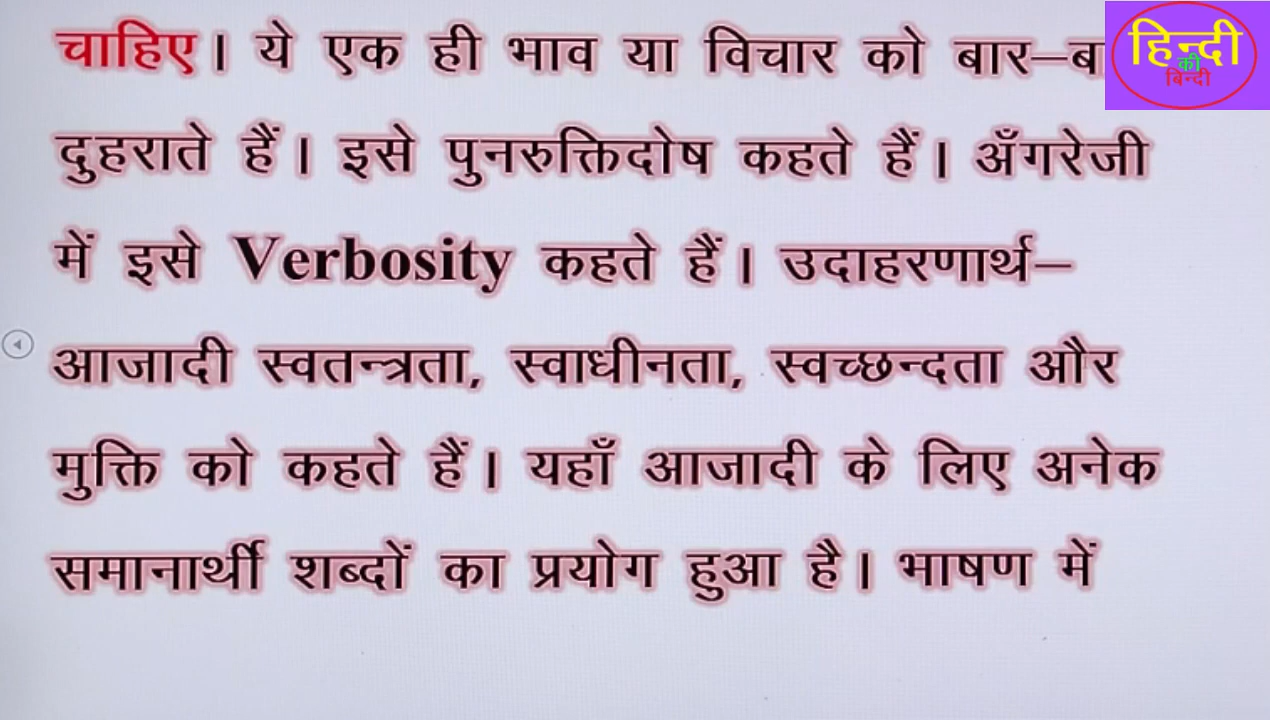 चाहिए। ये एक ही भाव या विचार को बार–
हिन्दी
की
बिन्दी
दुहराते हैं। इसे पुनरुक्तिदोष कहते हैं। अँगरेजी
में इसे Verbosity कहते हैं। उदाहरणार्थ–
आजादी स्वतन्त्रता, स्वाधीनता, स्वच्छन्दता और
मुक्ति को कहते हैं। यहाँ आजादी के लिए अनेक
समानार्थी शब्दों का प्रयोग हुआ है। भाषण में